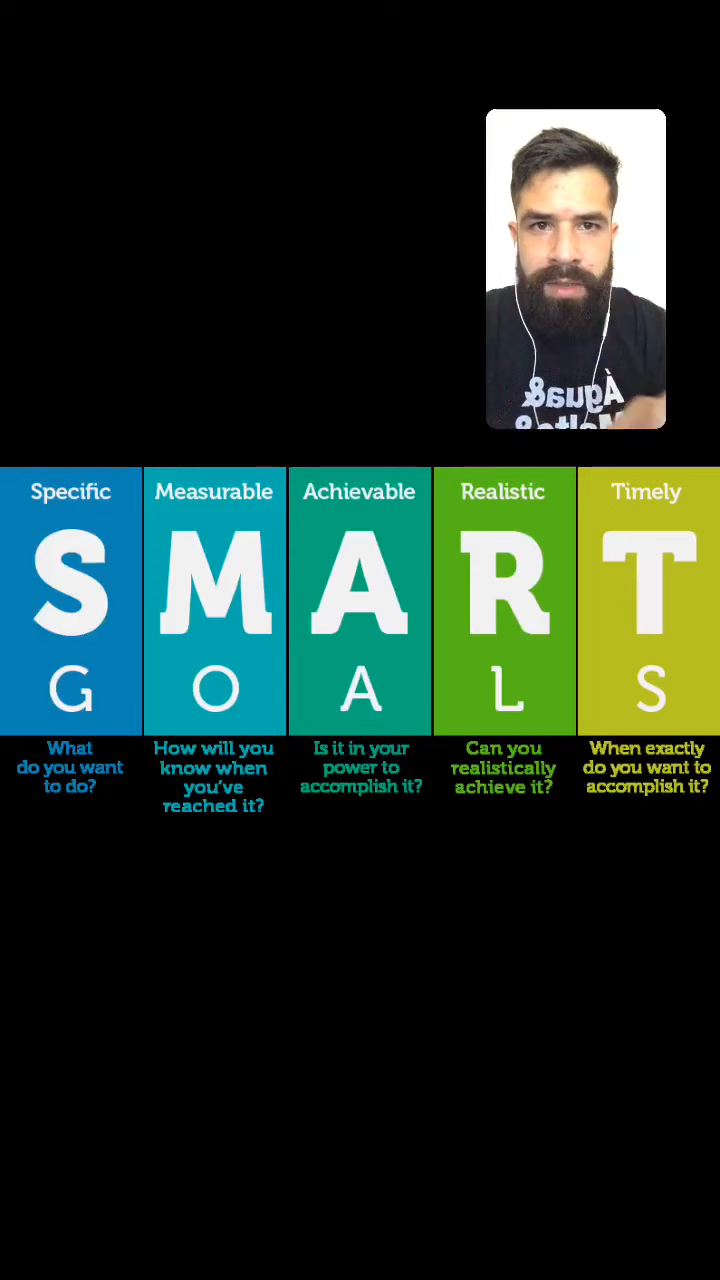 Água&
Malte&
Specific Measurable Achievable Realistic Timely
S M A R T
G O A L S
What
do you want
to do?
How will you
know when
you've
reached it?
Is it in your
power to
accomplish it?
Can you
realistically
achieve it?
When exactly
do you want to
accomplish it?